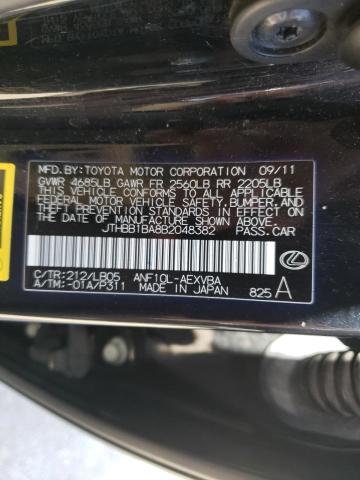 MFD. BY: TOYOTA MOTOR CORPORATION 09/11
GVWR 4685LB GAWR FR 2560LB RR 2205LB
THIS VEHICLE CONFORMS TO ALL APPLICABLE
FEDERAL MOTOR VEHICLE SAFETY, BUMPER, AND
THEFT PREVENTION STANDARDS IN EFFECT ON
THE DATE OF MANUFACTURE SHOWN ABOVE.
JTHBB1BA8B2048382 PASS.CAR
C/TR:212/LB05 ANF10L-AEXVBA
A/TM:-01A/P311 MADE IN JAPAN 825 A